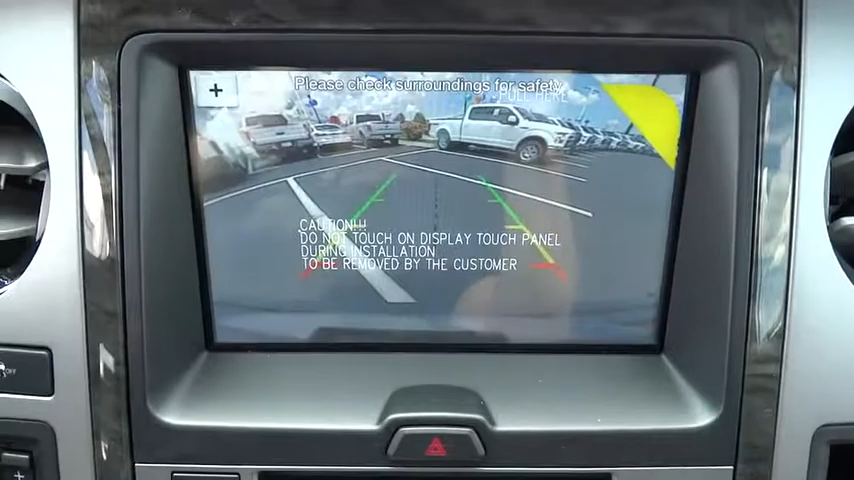 Please check surroundings for safety
PULL HERE
CAUTION!!!
DO NOT TOUCH ON DISPLAY TOUCH PANEL
DURING INSTALLATION
TO BE REMOVED BY THE CUSTOMER
OFF